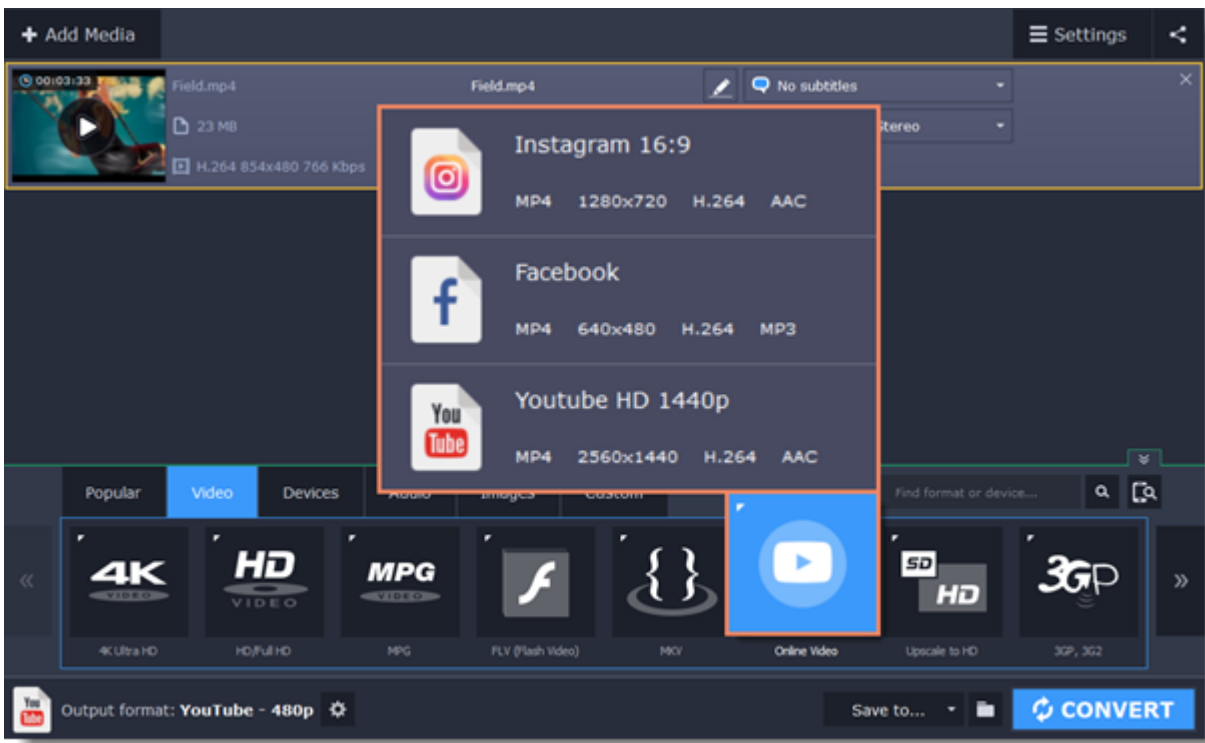 Add Media
Settings
00:03:33
Field.mp4
Field.mp4
No subtitles
23 MB
Stereo
H.264 854x480 766 Kbps
Instagram 16:9
MP4 1280x720 H.264 AAC
Facebook
MP4 640x480 H.264 MP3
Youtube HD 1440p
MP4 2560x1440 H.264 AAC
You
Tube
Popular
Video
Devices
Audio
Images
Custom
Find format or device...
4K
VIDEO
HD
VIDEO
MPG
VIDEO
SD
HD
3GP
4K Ultra HD
HD/Full HD
MPG
FLV (Flash Video)
MKV
Online Video
Upscale to HD
3GP, 3G2
You
Tube
Output format: YouTube - 480p
Save to...
CONVERT